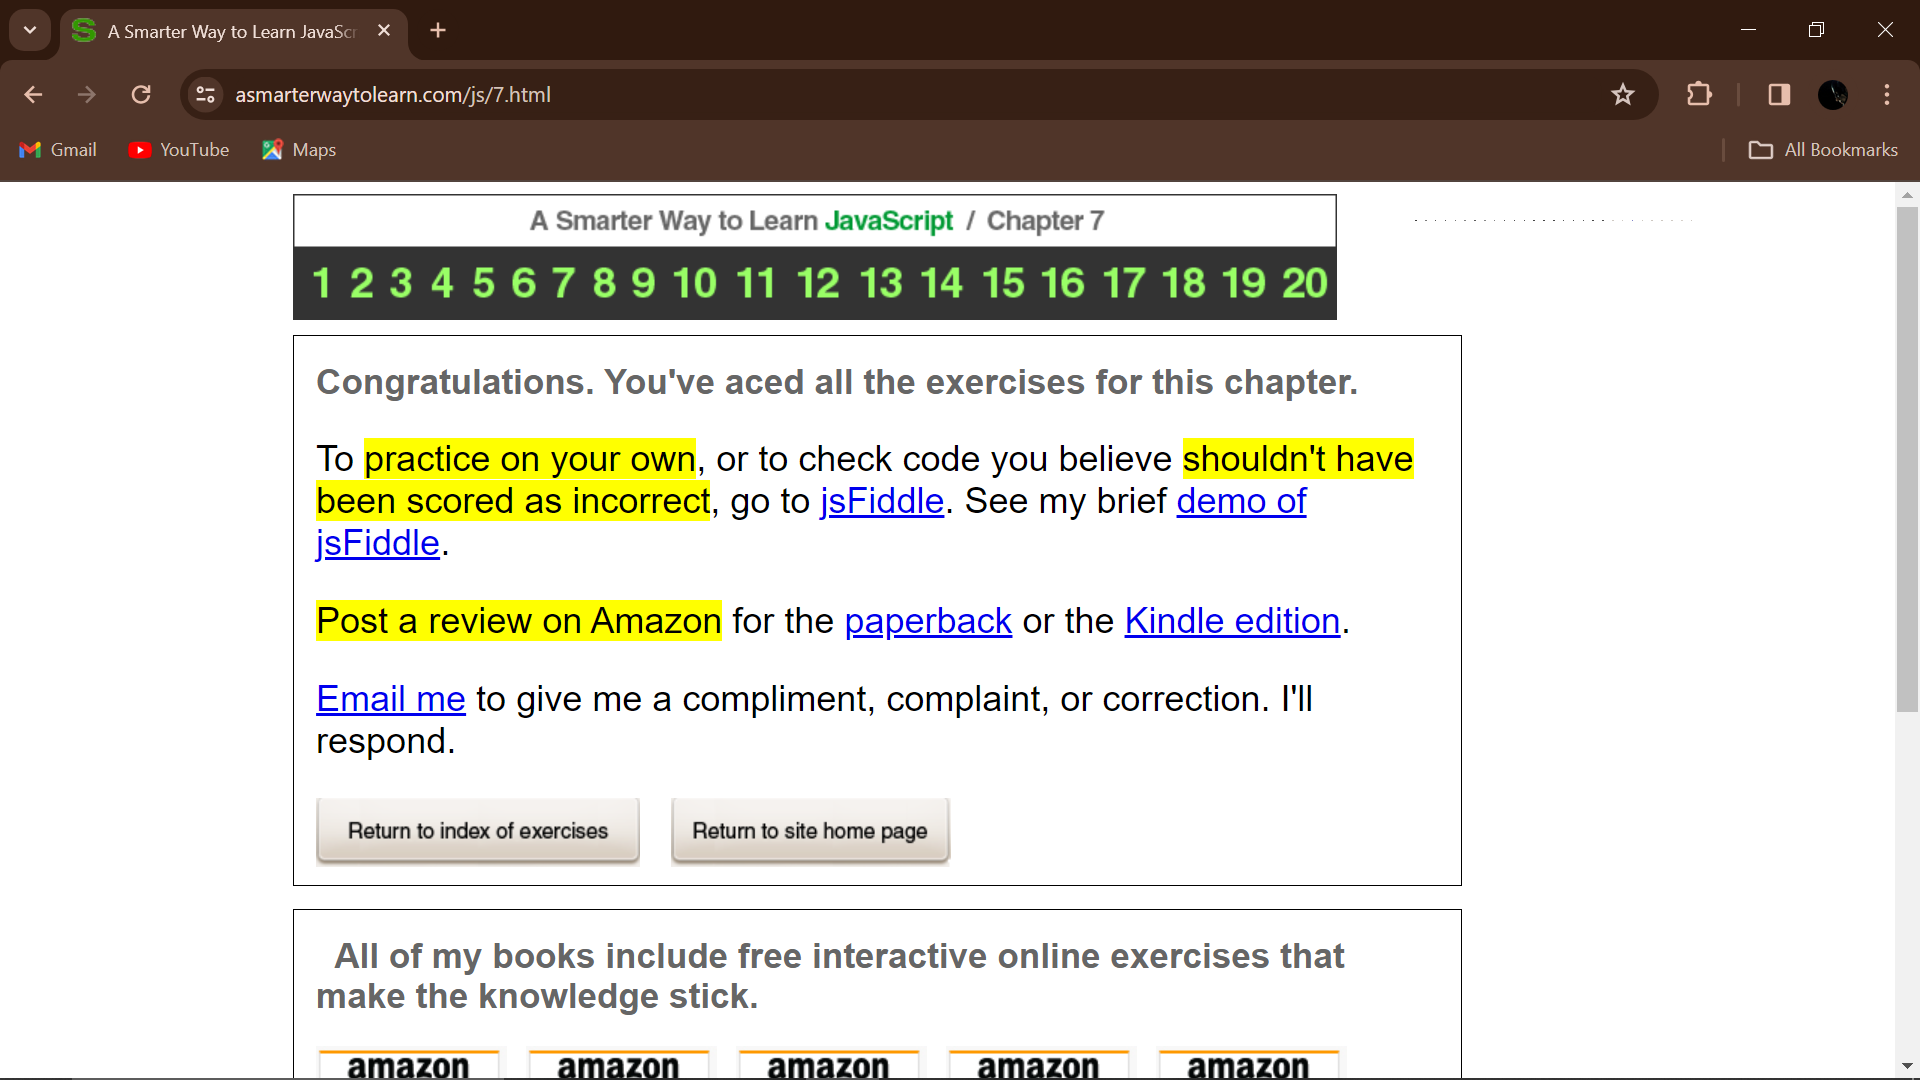 A Smarter Way to Learn JavaScr
asmarterwaytolearn.com/js/7.html
Gmail YouTube Maps All Bookmarks
A Smarter Way to Learn JavaScript / Chapter 7
1 2 3 4 5 6 7 8 9 10 11 12 13 14 15 16 17 18 19 20
Congratulations. You've aced all the exercises for this chapter.
To practice on your own, or to check code you believe shouldn't have
been scored as incorrect, go to jsFiddle. See my brief demo of
jsFiddle.
Post a review on Amazon for the paperback or the Kindle edition.
Email me to give me a compliment, complaint, or correction. I'll
respond.
Return to index of exercises Return to site home page
All of my books include free interactive online exercises that
make the knowledge stick.
amazon amazon amazon amazon amazon